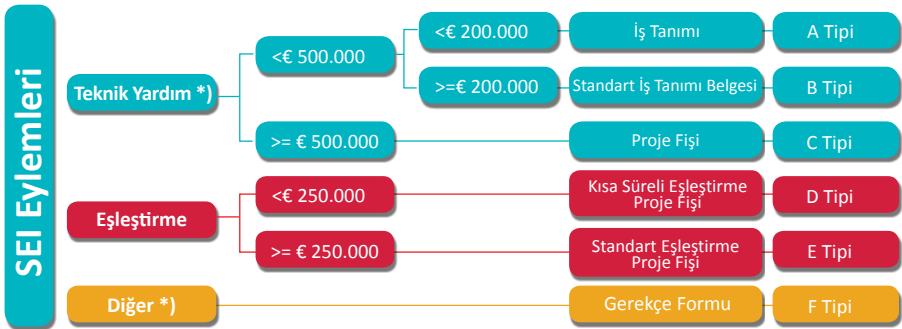 SEI Eylemleri
Teknik Yardım *)
<€ 500.000
<€ 200.000
İş Tanımı
A Tipi
>=€ 200.000
Standart İş Tanımı Belgesi
B Tipi
>= € 500.000
Proje Fişi
C Tipi
Eşleştirme
<€ 250.000
Kısa Süreli Eşleştirme
Proje Fişi
D Tipi
>= € 250.000
Standart Eşleştirme
Proje Fişi
E Tipi
Diğer *)
Gerekçe Formu
F Tipi